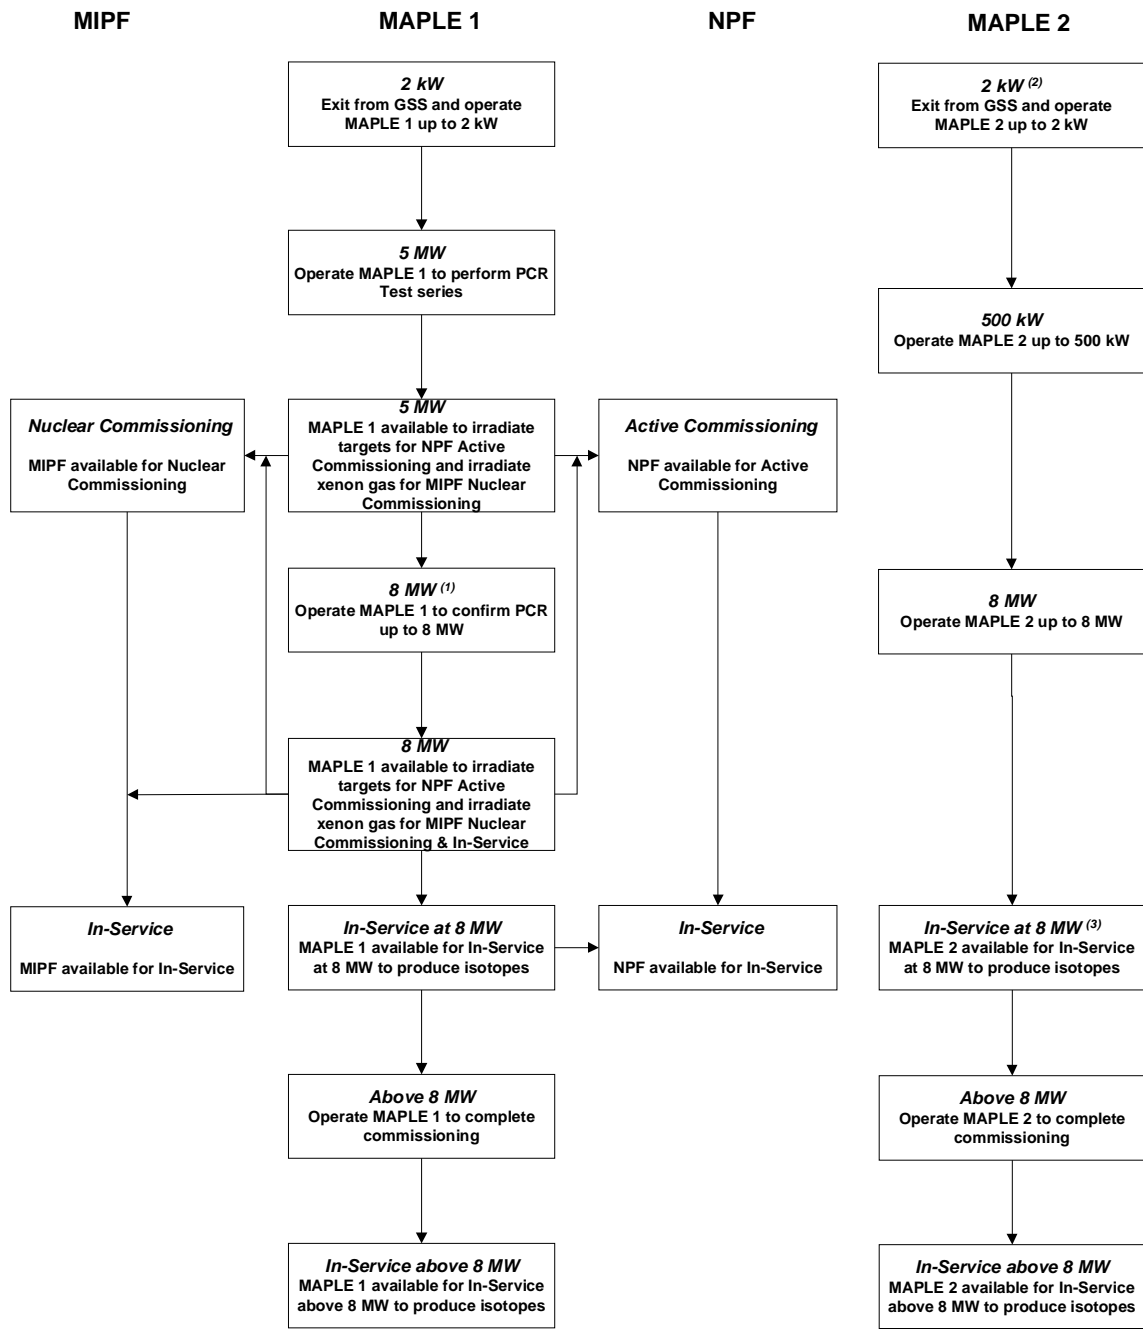 MIPF
MAPLE 1
NPF
MAPLE 2
2 kW
Exit from GSS and operate
MAPLE 1 up to 2 kW
2 kW (2)
Exit from GSS and operate
MAPLE 2 up to 2 kW
5 MW
Operate MAPLE 1 to perform PCR
Test series
500 kW
Operate MAPLE 2 up to 500 kW
Nuclear Commissioning
MIPF available for Nuclear
Commissioning
5 MW
MAPLE 1 available to irradiate
targets for NPF Active
Commissioning and irradiate
xenon gas for MIPF Nuclear
Commissioning
Active Commissioning
NPF available for Active
Commissioning
8 MW (1)
Operate MAPLE 1 to confirm PCR
up to 8 MW
8 MW
Operate MAPLE 2 up to 8 MW
8 MW
MAPLE 1 available to irradiate
targets for NPF Active
Commissioning and irradiate
xenon gas for MIPF Nuclear
Commissioning & In-Service
In-Service
MIPF available for In-Service
In-Service at 8 MW
MAPLE 1 available for In-Service
at 8 MW to produce isotopes
In-Service
NPF available for In-Service
In-Service at 8 MW (3)
MAPLE 2 available for In-Service
at 8 MW to produce isotopes
Above 8 MW
Operate MAPLE 1 to complete
commissioning
Above 8 MW
Operate MAPLE 2 to complete
commissioning
In-Service above 8 MW
MAPLE 1 available for In-Service
above 8 MW to produce isotopes
In-Service above 8 MW
MAPLE 2 available for In-Service
above 8 MW to produce isotopes